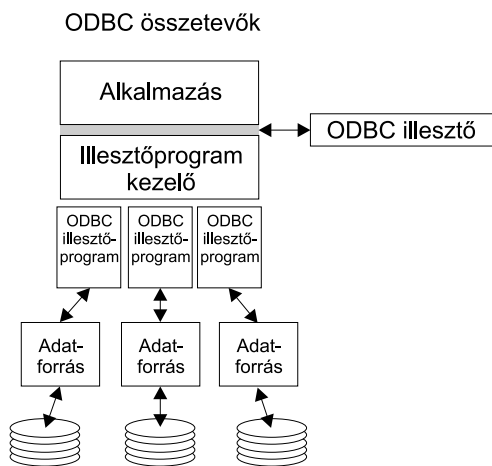 ODBC összetevők
Alkalmazás
ODBC illesztő
Illesztőprogram
kezelő
ODBC
illesztő-
program
ODBC
illesztő-
program
ODBC
illesztő-
program
Adat-
forrás
Adat-
forrás
Adat-
forrás